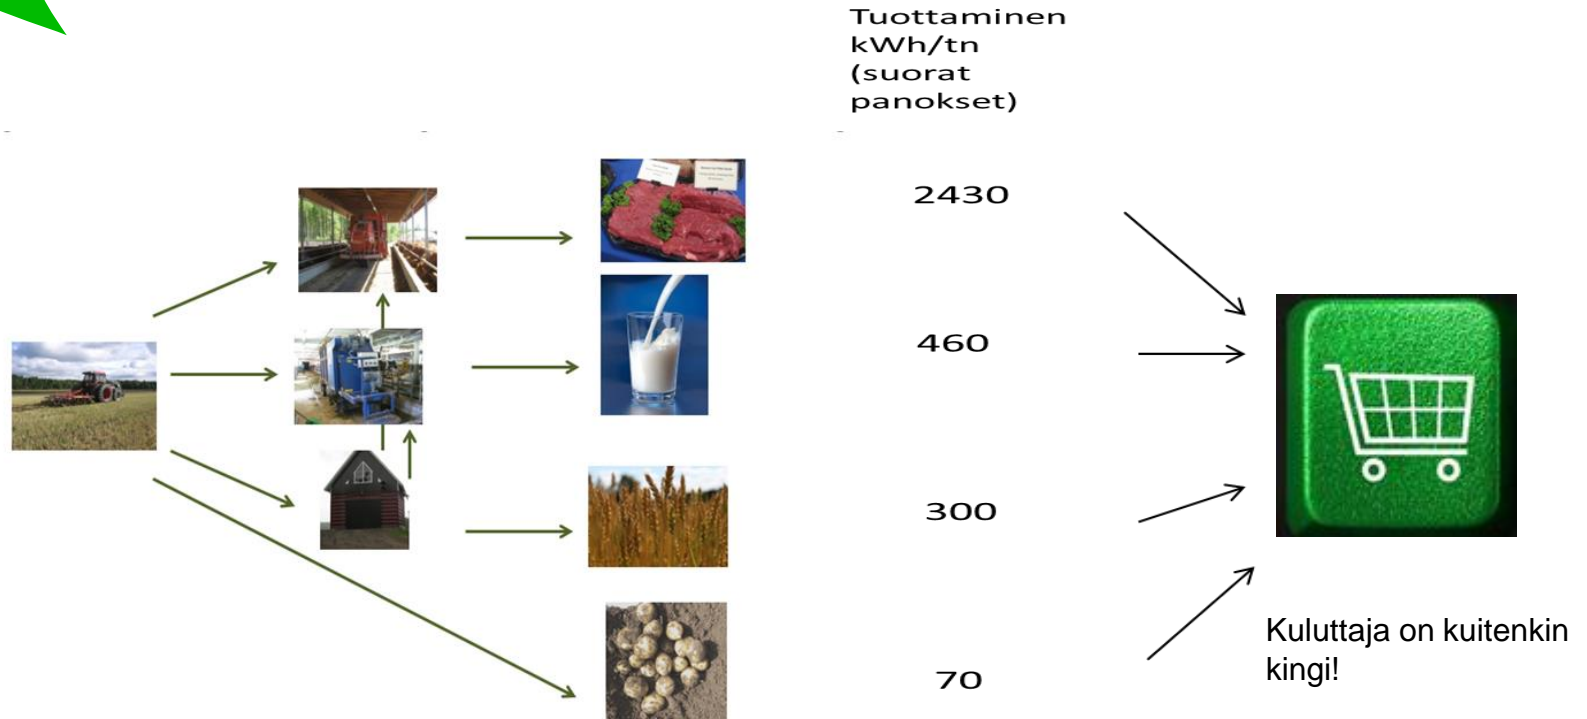 Tuottaminen
kWh/tn
(suorat
panokset)
2430
460
300
70
Kuluttaja on kuitenkin
kingi!